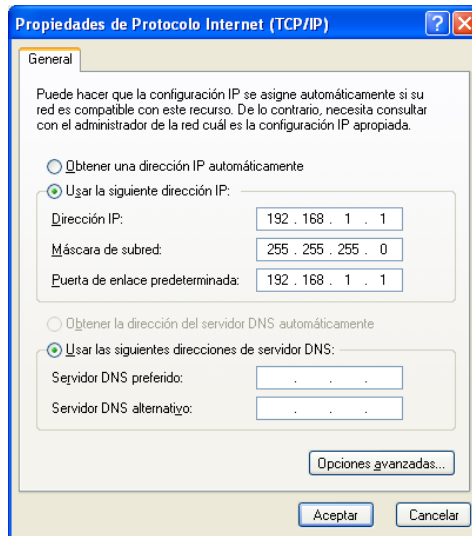 Propiedades de Protocolo Internet (TCP/IP)
General
Puede hacer que la configuración IP se asigne automáticamente si su
red es compatible con este recurso. De lo contrario, necesita consultar
con el administrador de la red cuál es la configuración IP apropiada.
Obtener una dirección IP automáticamente
Usar la siguiente dirección IP:
Dirección IP: 192 . 168 . 1 . 1
Máscara de subred: 255 . 255 . 255 . 0
Puerta de enlace predeterminada: 192 . 168 . 1 . 1
Obtener la dirección del servidor DNS automáticamente
Usar las siguientes direcciones de servidor DNS:
Servidor DNS preferido: . . .
Servidor DNS alternativo: . . .
Opciones avanzadas...
Aceptar Cancelar